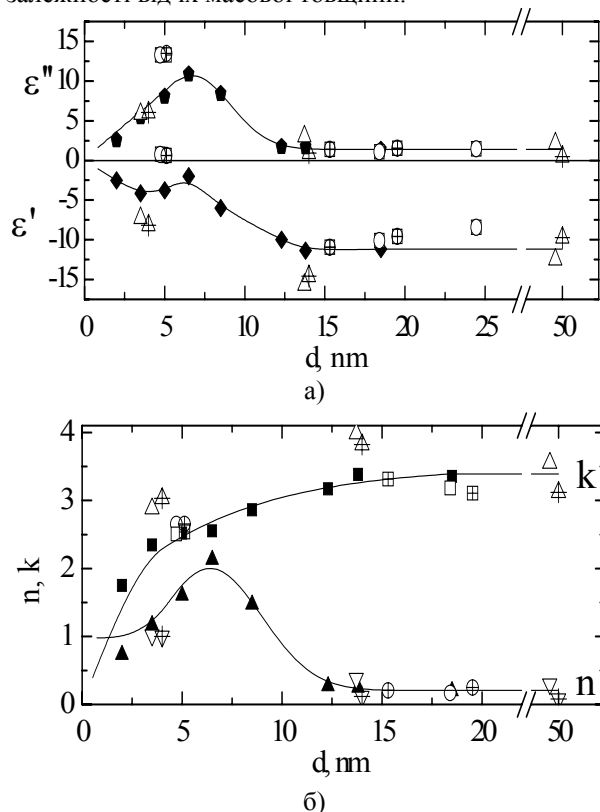 залежності від їх масової товщини.
15
10
5
0
-5
-10
-15
ε''
ε'
0 5 10 15 20 25 50
d, nm
а)
4
3
2
1
0
n, k
k
n
0 5 10 15 20 50
d, nm
б)